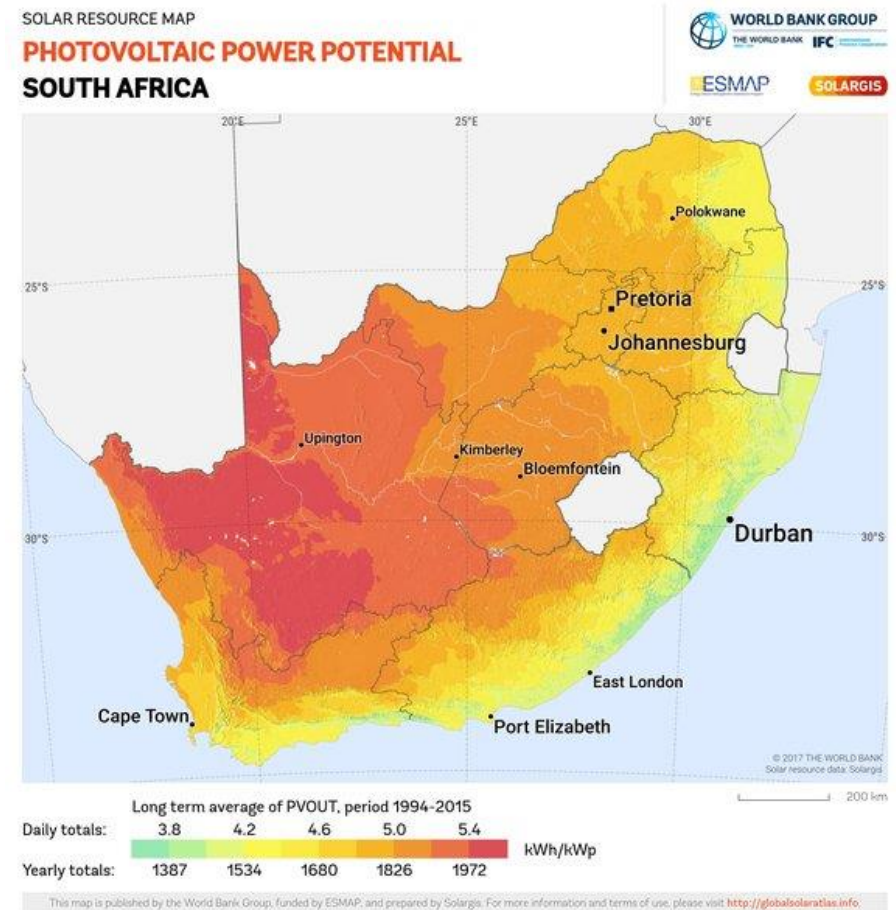 SOLAR RESOURCE MAP
PHOTOVOLTAIC POWER POTENTIAL
SOUTH AFRICA
WORLD BANK GROUP
THE WORLD BANK IFC
ESMAP
SOLARGIS
20°E 25°E 30°E
Polokwane
25°S 25°S
Pretoria
Johannesburg
Upington
Kimberley
Bloemfontein
Durban
30°S 30°S
East London
Cape Town
Port Elizabeth
© 2017 THE WORLD BANK
Solar resource data: Solargis
200 km
Long term average of PVOUT, period 1994-2015
Daily totals: 3.8 4.2 4.6 5.0 5.4
kWh/kWp
Yearly totals: 1387 1534 1680 1826 1972
This map is published by the World Bank Group, funded by ESMAP, and prepared by Solargis. For more information and terms of use, please visit http://globalsolaratlas.info.